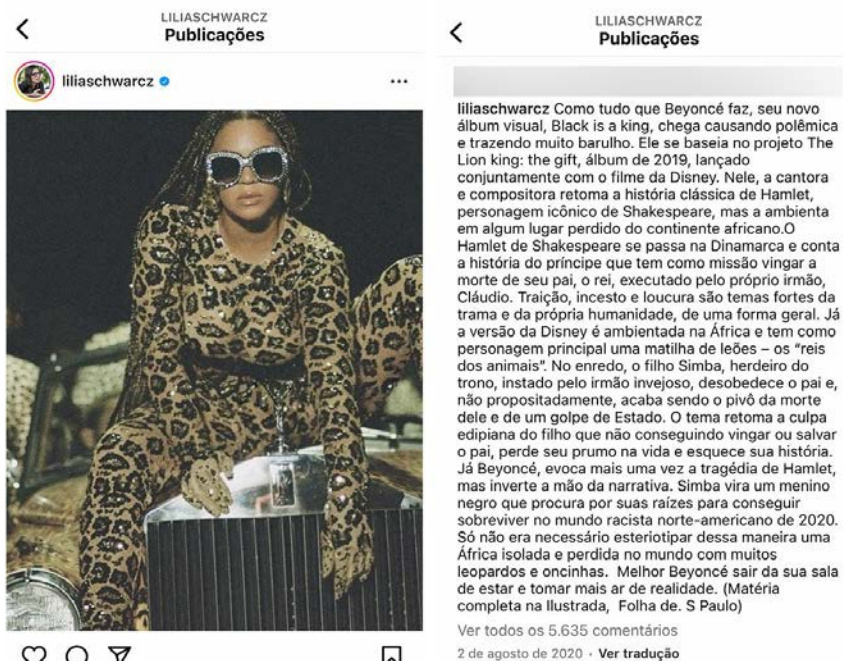 LILIASCHWARCZ
Publicações
liliaschwarcz
LILIASCHWARCZ
Publicações
liliaschwarcz Como tudo que Beyoncé faz, seu novo
álbum visual, Black is a king, chega causando polêmica
e trazendo muito barulho. Ele se baseia no projeto The
Lion king: the gift, álbum de 2019, lançado
conjuntamente com o filme da Disney. Nele, a cantora
e compositora retoma a história clássica de Hamlet,
personagem icônico de Shakespeare, mas a ambienta
em algum lugar perdido do continente africano.O
Hamlet de Shakespeare se passa na Dinamarca e conta
a história do príncipe que tem como missão vingar a
morte de seu pai, o rei, executado pelo próprio irmão,
Cláudio. Traição, incesto e loucura são temas fortes da
trama e da própria humanidade, de uma forma geral. Já
a versão da Disney é ambientada na África e tem como
personagem principal uma matilha de leões – os “reis
dos animais”. No enredo, o filho Simba, herdeiro do
trono, instado pelo irmão invejoso, desobedece o pai e,
não propositadamente, acaba sendo o pivô da morte
dele e de um golpe de Estado. O tema retoma a culpa
edipiana do filho que não conseguindo vingar ou salvar
o pai, perde seu prumo na vida e esquece sua história.
Já Beyoncé, evoca mais uma vez a tragédia de Hamlet,
mas inverte a mão da narrativa. Simba vira um menino
negro que procura por suas raízes para conseguir
sobreviver no mundo racista norte-americano de 2020.
Só não era necessário esteriotipar dessa maneira uma
África isolada e perdida no mundo com muitos
leopardos e oncinhas. Melhor Beyoncé sair da sua sala
de estar e tomar mais ar de realidade. (Matéria
completa na Ilustrada, Folha de. S Paulo)
Ver todos os 5.635 comentários
2 de agosto de 2020 · Ver tradução